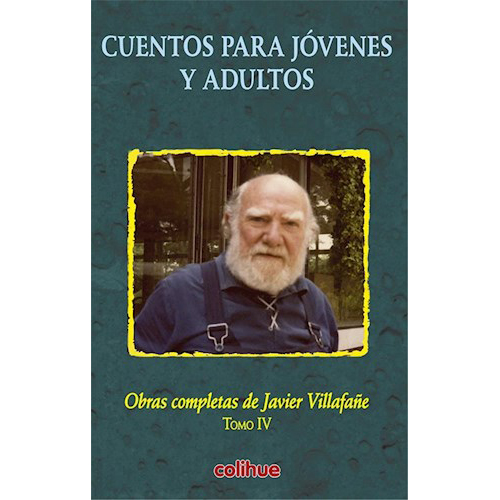 CUENTOS PARA JÓVENES
Y ADULTOS
Obras completas de Javier Villafañe
TOMO IV
colihue